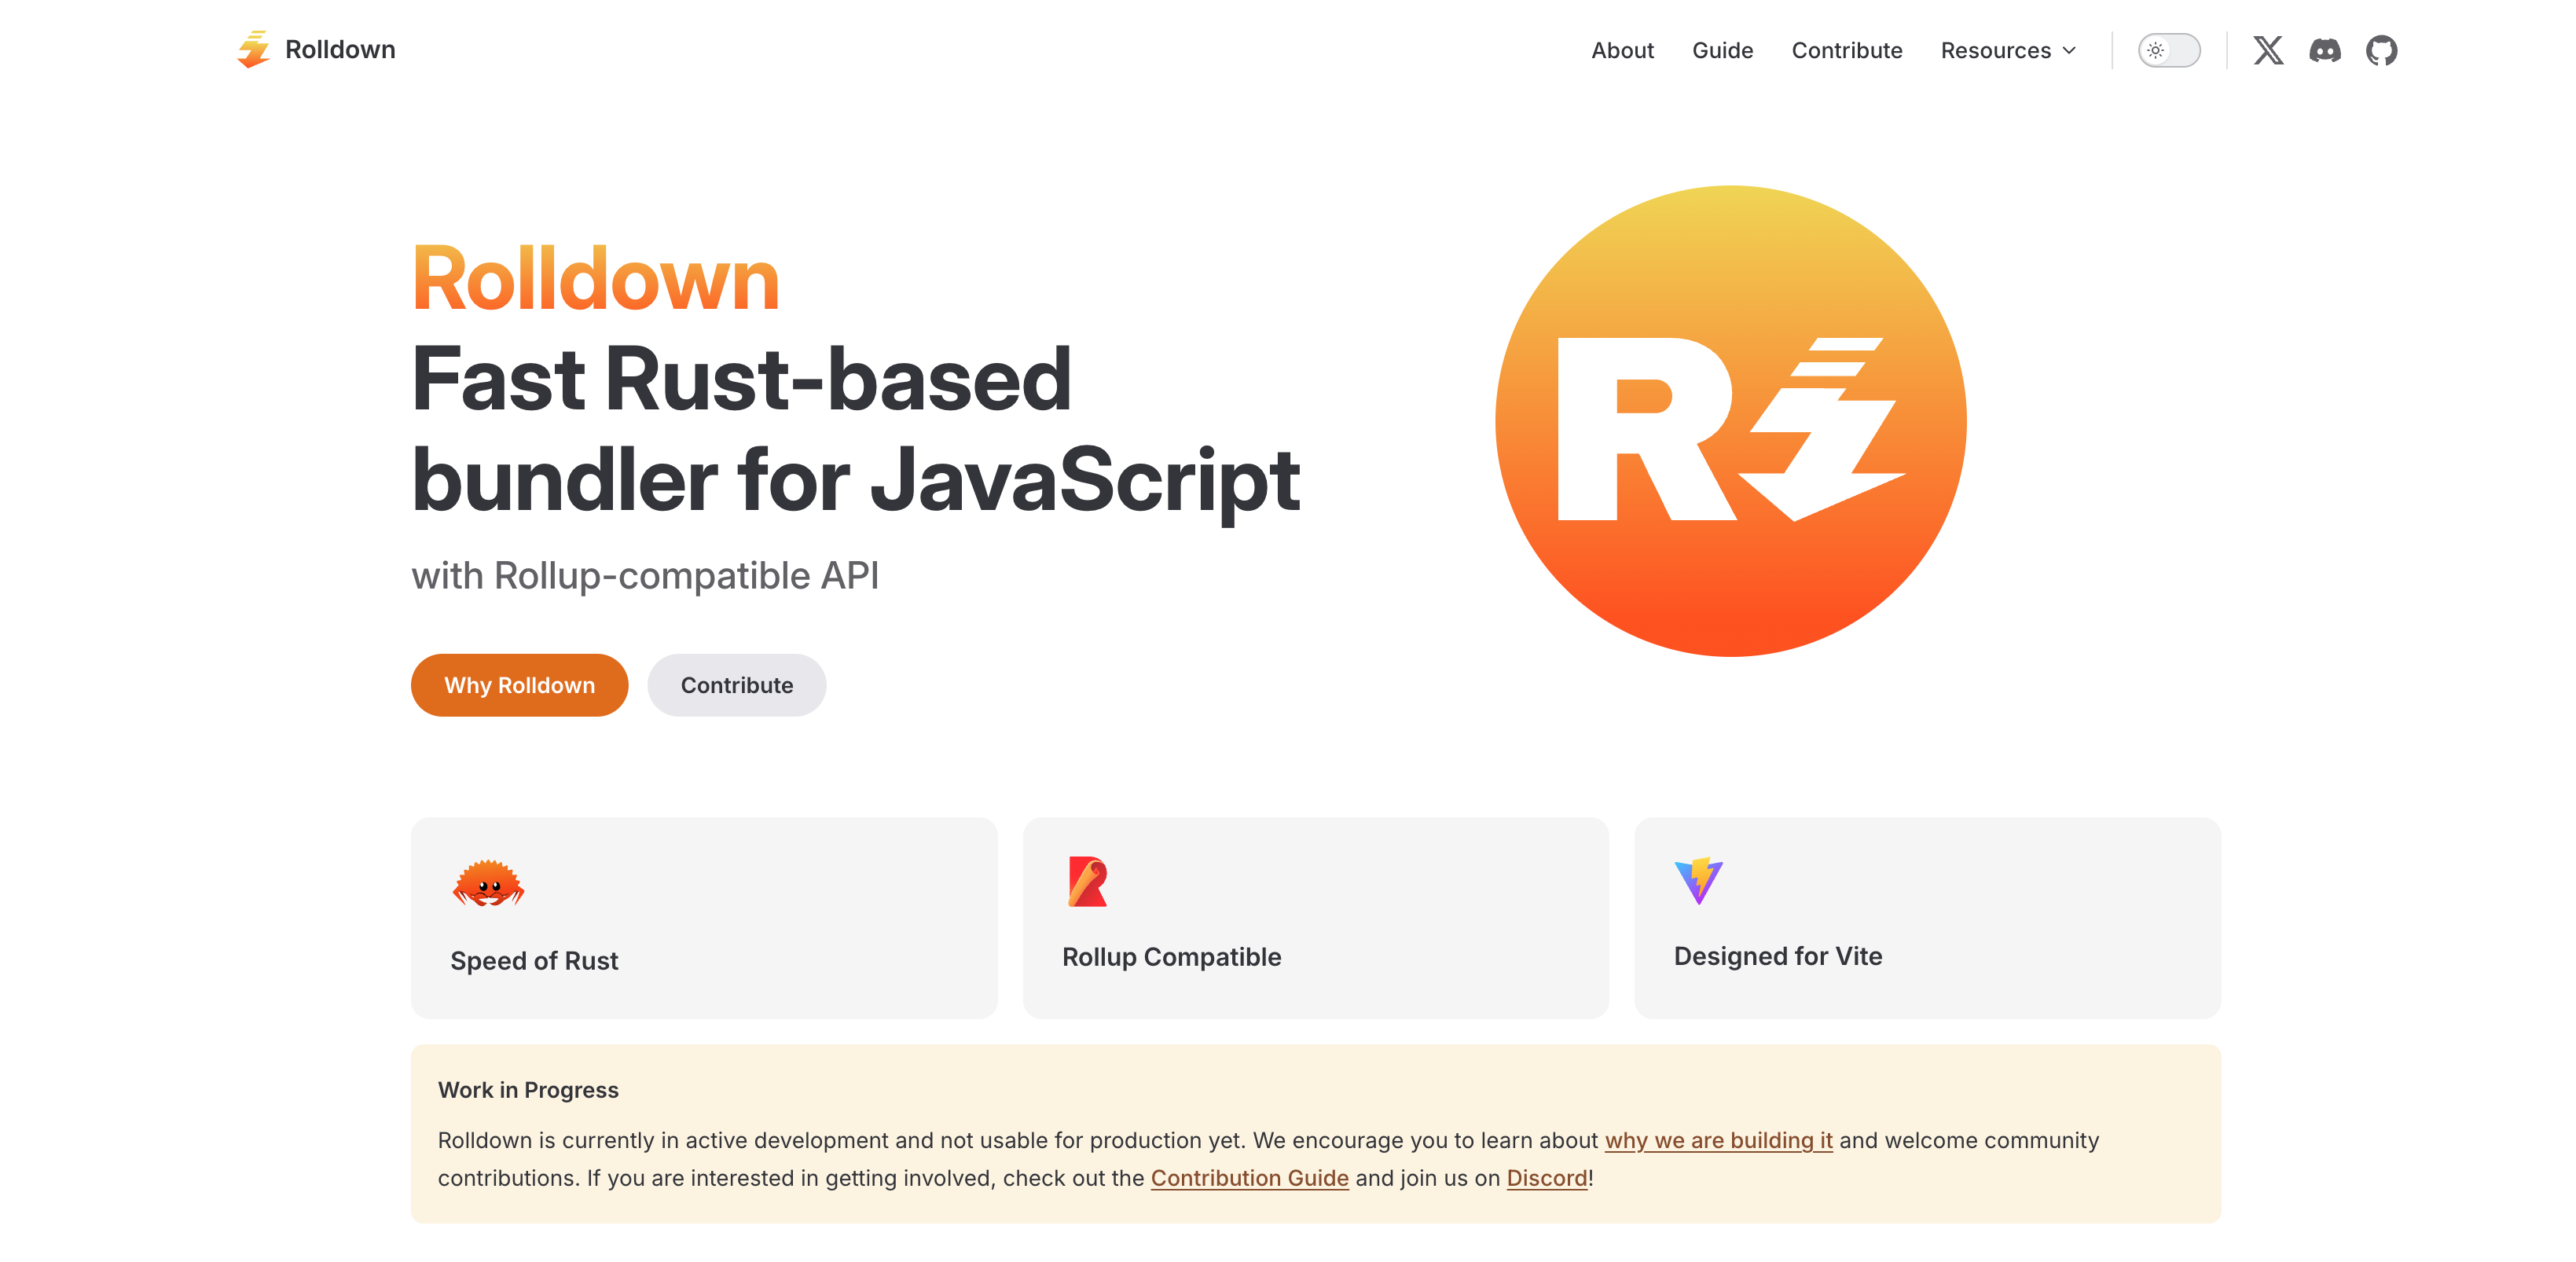 Rolldown
About
Guide
Contribute
Resources
Rolldown
Fast Rust-based
bundler for JavaScript
with Rollup-compatible API
Why Rolldown
Contribute
R
Speed of Rust
Rollup Compatible
Designed for Vite
Work in Progress
Rolldown is currently in active development and not usable for production yet. We encourage you to learn about why we are building it and welcome community
contributions. If you are interested in getting involved, check out the Contribution Guide and join us on Discord!